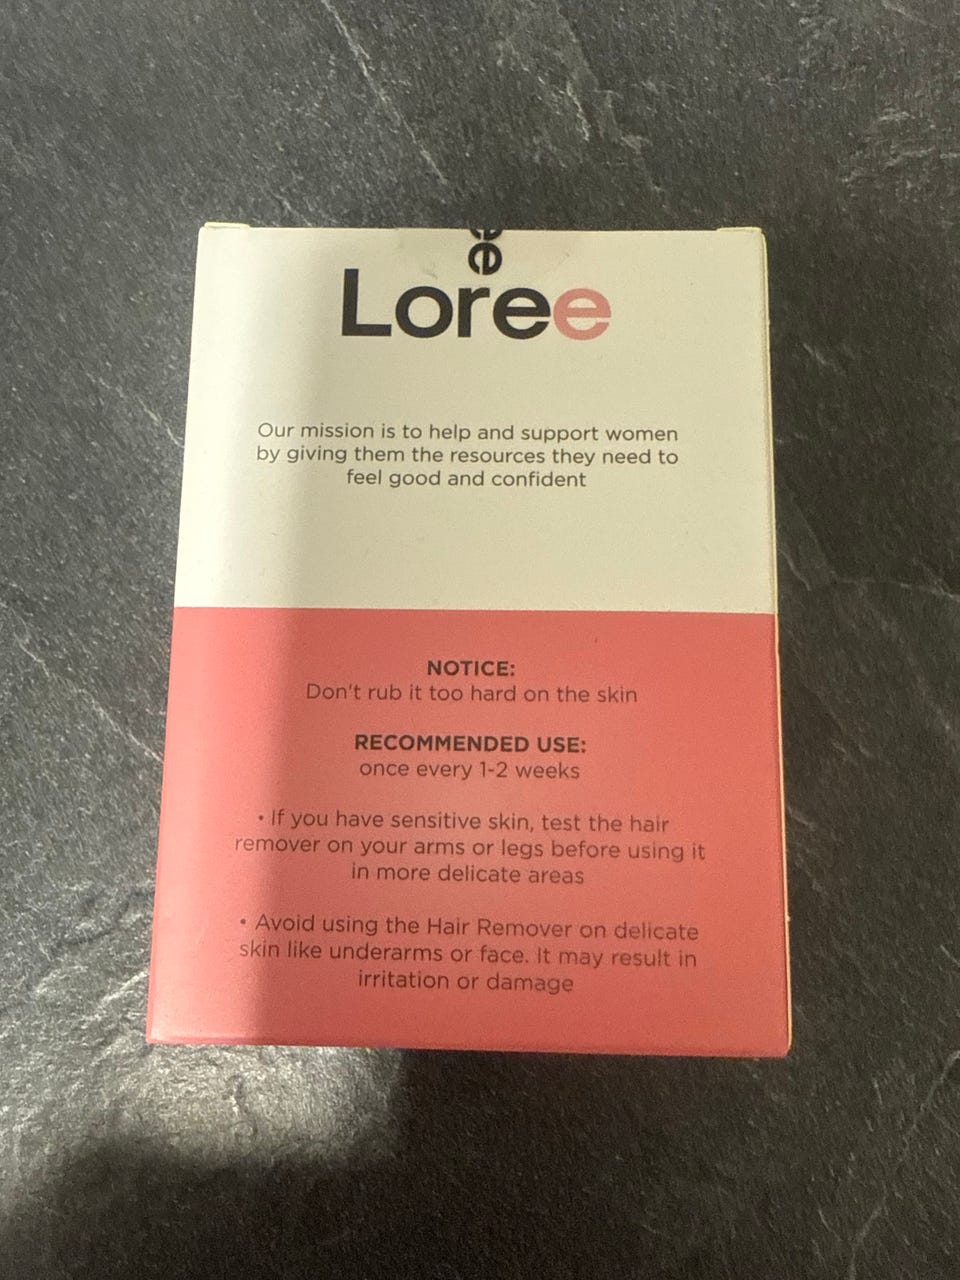 Loree
Our mission is to help and support women
by giving them the resources they need to
feel good and confident
NOTICE:
Don't rub it too hard on the skin
RECOMMENDED USE:
once every 1-2 weeks
• If you have sensitive skin, test the hair
remover on your arms or legs before using it
in more delicate areas
• Avoid using the Hair Remover on delicate
skin like underarms or face. It may result in
irritation or damage